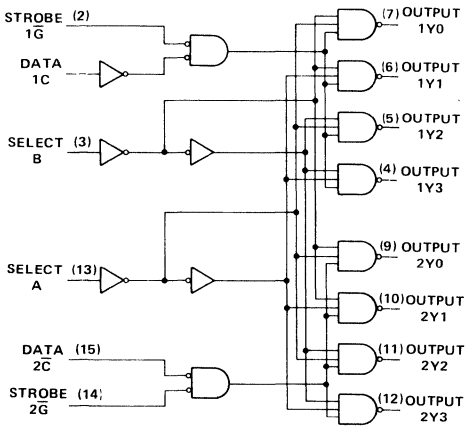 STROBE (2)
1G̅
DATA
1C
SELECT (3)
B
SELECT (13)
A
DATA (15)
2C̅
STROBE (14)
2G̅
(7) OUTPUT
1Y0
(6) OUTPUT
1Y1
(5) OUTPUT
1Y2
(4) OUTPUT
1Y3
(9) OUTPUT
2Y0
(10) OUTPUT
2Y1
(11) OUTPUT
2Y2
(12) OUTPUT
2Y3